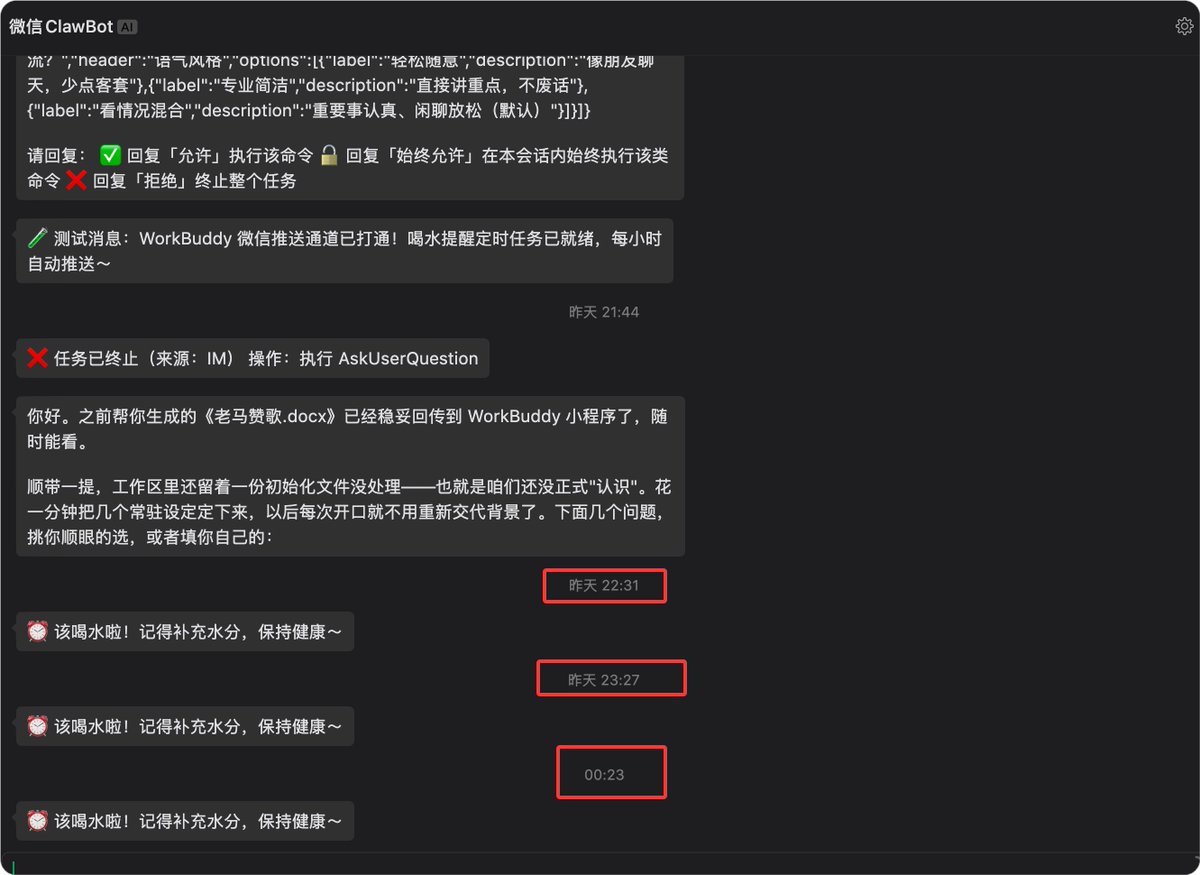 微信 ClawBot AI
流？","header":"语气风格","options":[{"label":"轻松随意","description":"像朋友聊
天，少点客套"},{"label":"专业简洁","description":"直接讲重点，不废话"},
{"label":"看情况混合","description":"重要事认真、闲聊放松（默认）"}]}]}
请回复： ✅ 回复「允许」执行该命令 🔓 回复「始终允许」在本会话内始终执行该类
命令 ❌ 回复「拒绝」终止整个任务
🧪 测试消息：WorkBuddy 微信推送通道已打通！喝水提醒定时任务已就绪，每小时
自动推送～
昨天 21:44
❌ 任务已终止（来源：IM） 操作：执行 AskUserQuestion
你好。之前帮你生成的《老马赞歌.docx》已经稳妥回传到 WorkBuddy 小程序了，随
时能看。
顺带一提，工作区里还留着一份初始化文件没处理——也就是咱们还没正式"认识"。花
一分钟把几个常驻设定定下来，以后每次开口就不用重新交代背景了。下面几个问题，
挑你顺眼的选，或者填你自己的：
昨天 22:31
⏰ 该喝水啦！记得补充水分，保持健康～
昨天 23:27
⏰ 该喝水啦！记得补充水分，保持健康～
00:23
⏰ 该喝水啦！记得补充水分，保持健康～